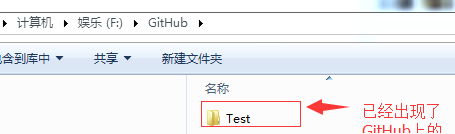 计算机 ▸ 娱乐 (F:) ▸ GitHub ▸
含到库中 ▾ 共享 ▾ 新建文件夹
名称
Test
已经出现了
GitHub上的